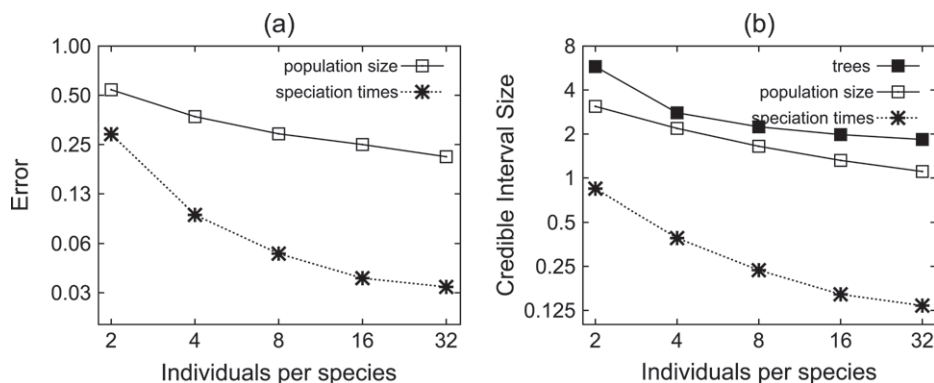 (a)
1.00
0.50
0.25
0.13
0.06
0.03
Error
population size
speciation times
2 4 8 16 32
Individuals per species
(b)
8
4
2
1
0.5
0.25
0.125
Credible Interval Size
trees
population size
speciation times
2 4 8 16 32
Individuals per species